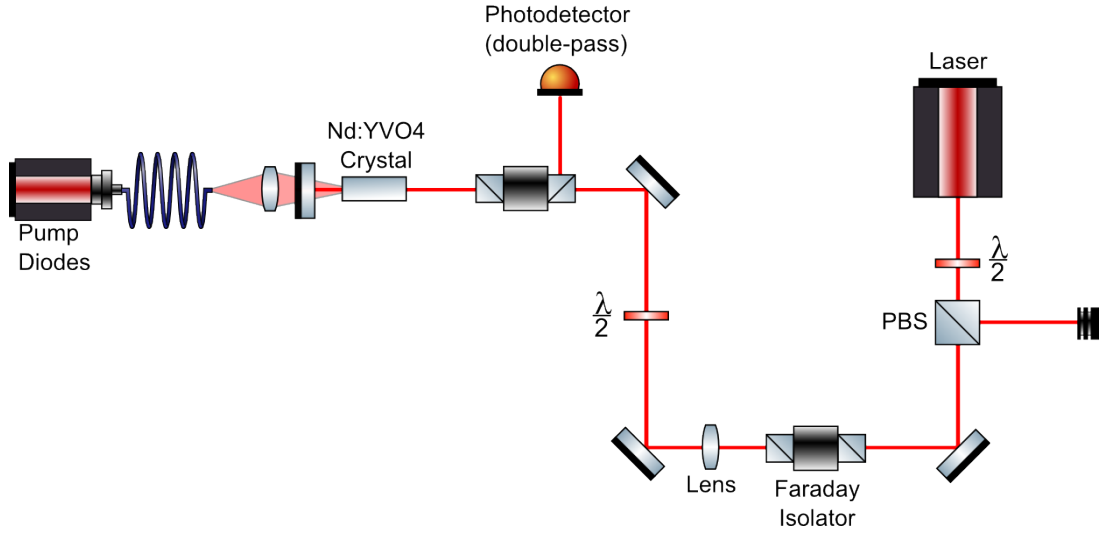 Photodetector
(double-pass)
Laser
Nd:YVO4
Crystal
Pump
Diodes
λ
2
λ
2
PBS
Lens
Faraday
Isolator